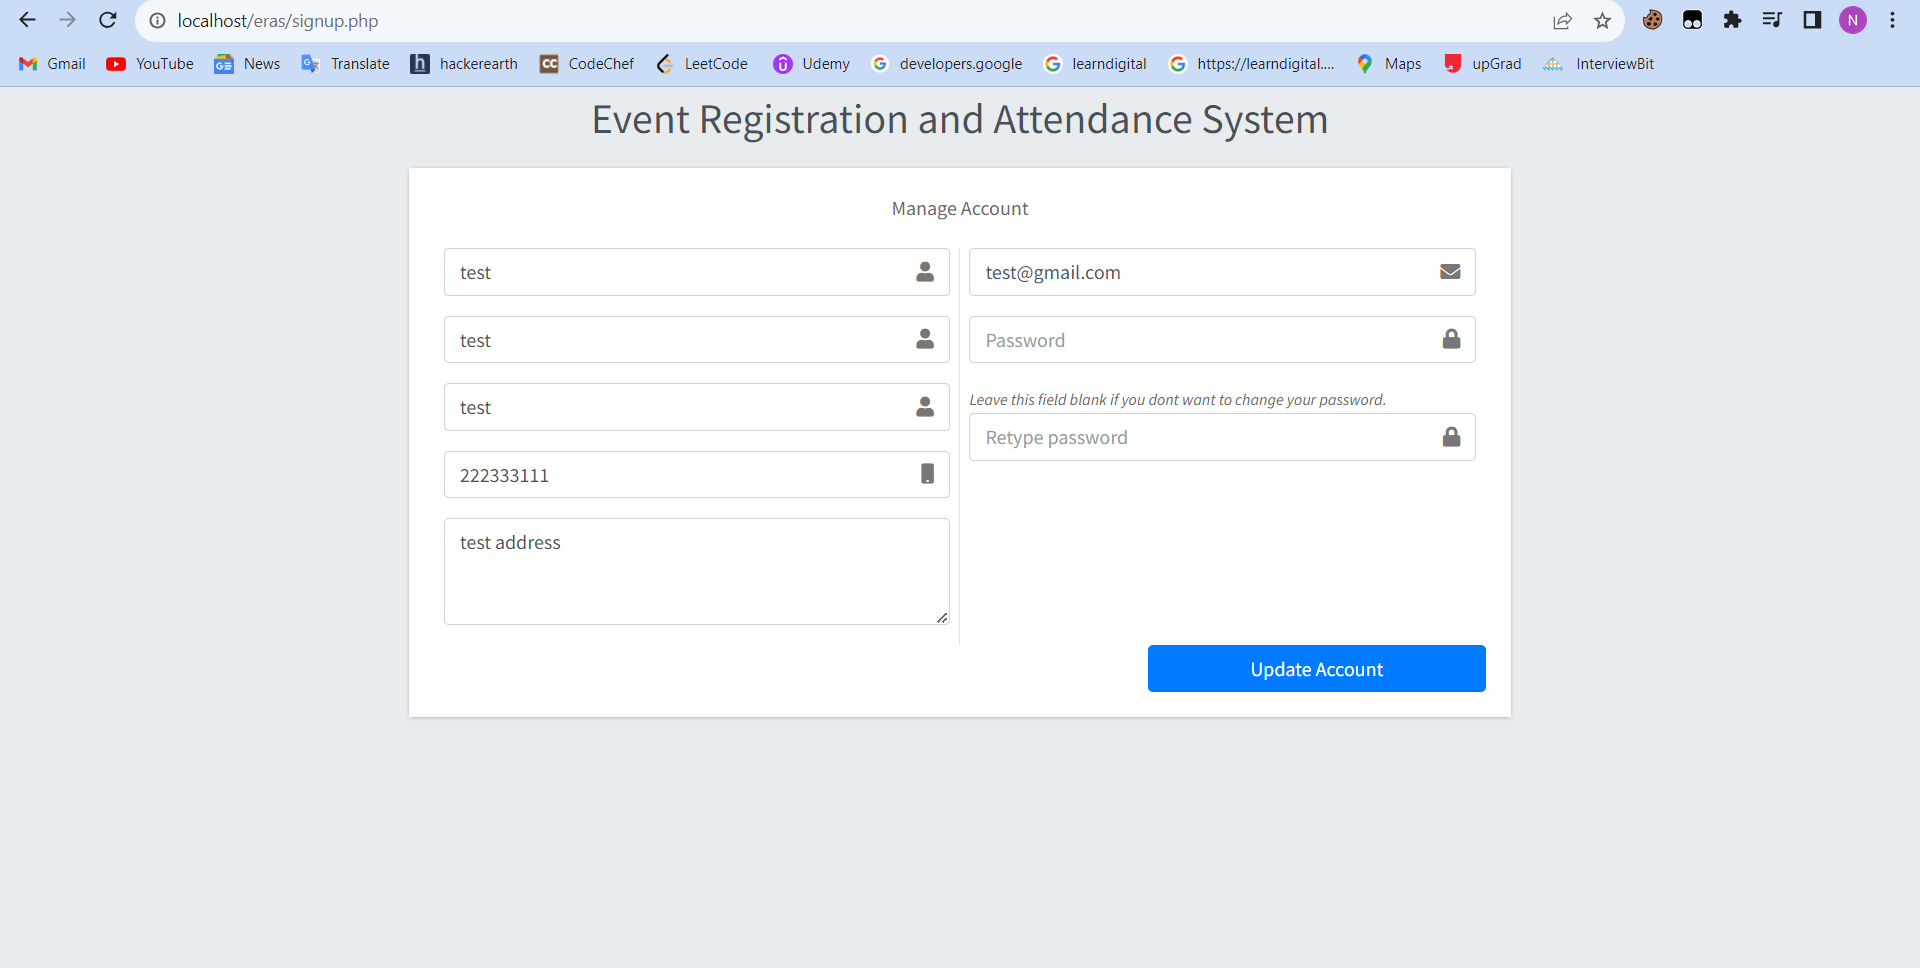 localhost/eras/signup.php
N
Gmail YouTube News Translate hackerearth CodeChef LeetCode Udemy developers.google learndigital https://learndigital.... Maps upGrad InterviewBit
Event Registration and Attendance System
Manage Account
test
test
test
222333111
test address
test@gmail.com
Password
Leave this field blank if you dont want to change your password.
Retype password
Update Account